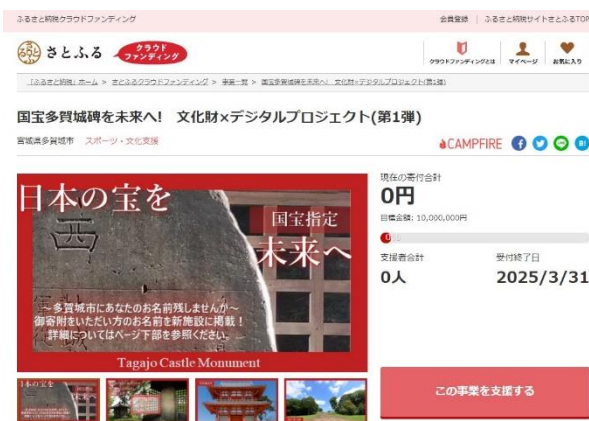 ふるさと納税クラウドファンディング
会員登録 | ふるさと納税サイトさとふるTOP
さとふる クラウドファンディング
クラウドファンディングとは マイページ お気に入り
「ふるさと納税」ホーム > さとふるクラウドファンディング > 事業一覧 > 国宝多賀城碑を未来へ! 文化財×デジタルプロジェクト(第1弾)
国宝多賀城碑を未来へ! 文化財×デジタルプロジェクト(第1弾)
宮城県多賀城市 スポーツ・文化支援
CAMPFIRE
日本の宝を
国宝指定
未来へ
西
~多賀城市にあなたのお名前残しませんか~
御寄附をいただい方のお名前を新施設に掲載!
詳細についてはページ下部を参照ください。
Tagajo Castle Monument
現在の寄付合計
0円
目標金額: 10,000,000円
0%
支援者合計
0人
受付終了日
2025/3/31
この事業を支援する